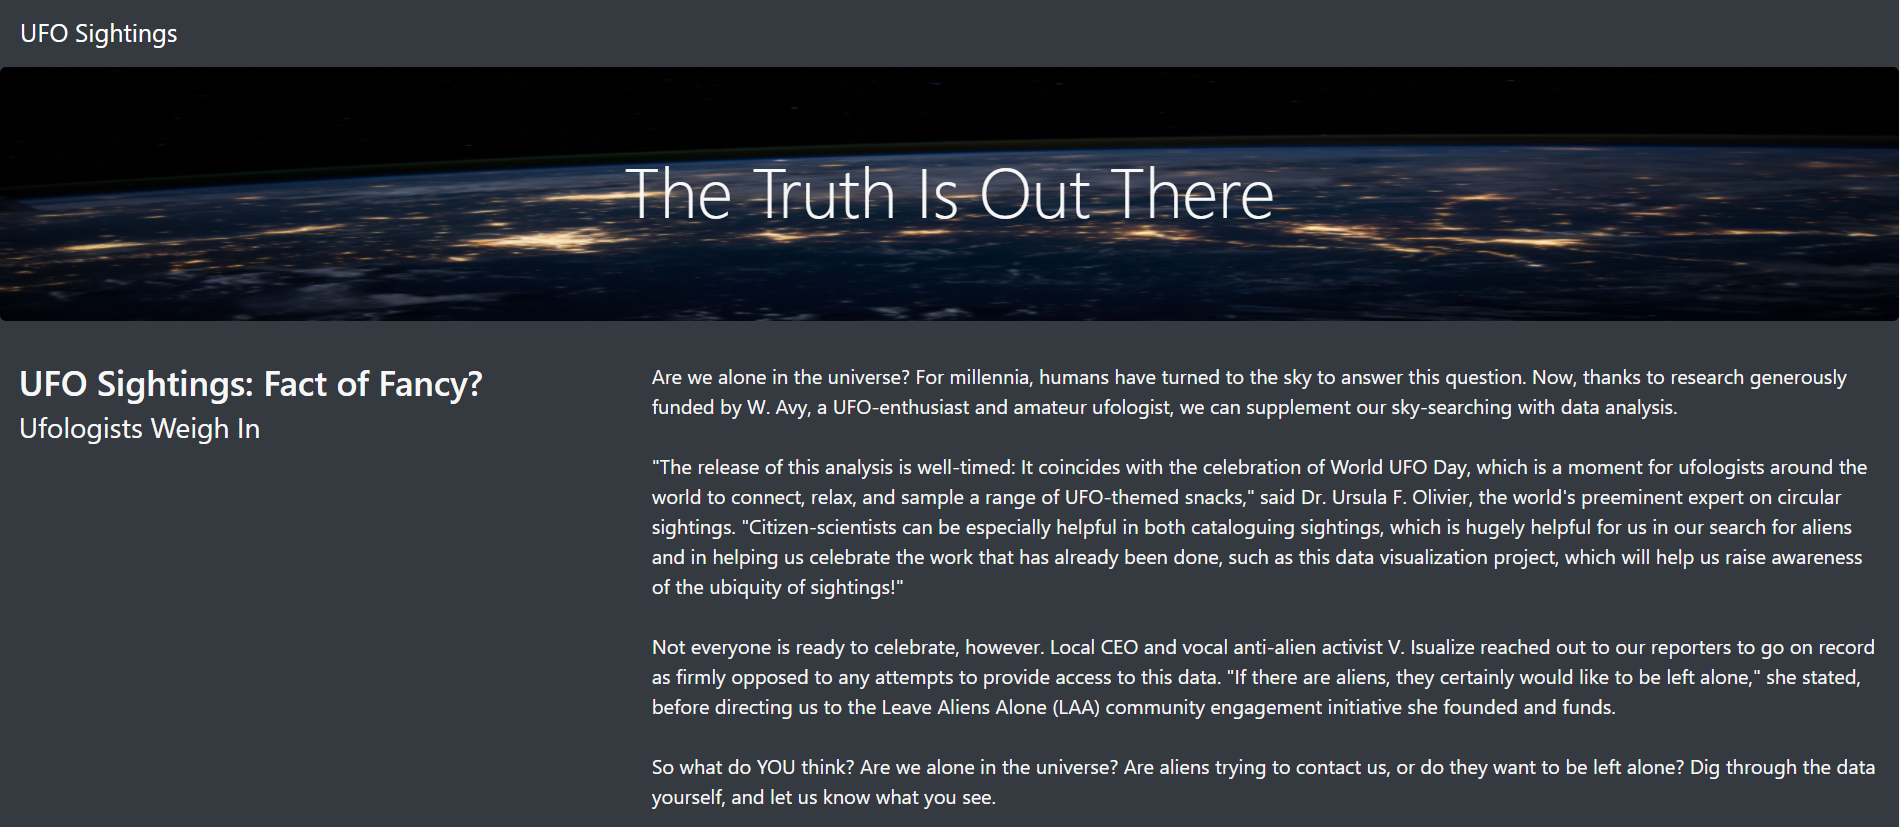 UFO Sightings
The Truth Is Out There
UFO Sightings: Fact of Fancy?
Ufologists Weigh In
Are we alone in the universe? For millennia, humans have turned to the sky to answer this question. Now, thanks to research generously
funded by W. Avy, a UFO-enthusiast and amateur ufologist, we can supplement our sky-searching with data analysis.
"The release of this analysis is well-timed: It coincides with the celebration of World UFO Day, which is a moment for ufologists around the
world to connect, relax, and sample a range of UFO-themed snacks," said Dr. Ursula F. Olivier, the world's preeminent expert on circular
sightings. "Citizen-scientists can be especially helpful in both cataloguing sightings, which is hugely helpful for us in our search for aliens
and in helping us celebrate the work that has already been done, such as this data visualization project, which will help us raise awareness
of the ubiquity of sightings!"
Not everyone is ready to celebrate, however. Local CEO and vocal anti-alien activist V. Isualize reached out to our reporters to go on record
as firmly opposed to any attempts to provide access to this data. "If there are aliens, they certainly would like to be left alone," she stated,
before directing us to the Leave Aliens Alone (LAA) community engagement initiative she founded and funds.
So what do YOU think? Are we alone in the universe? Are aliens trying to contact us, or do they want to be left alone? Dig through the data
yourself, and let us know what you see.